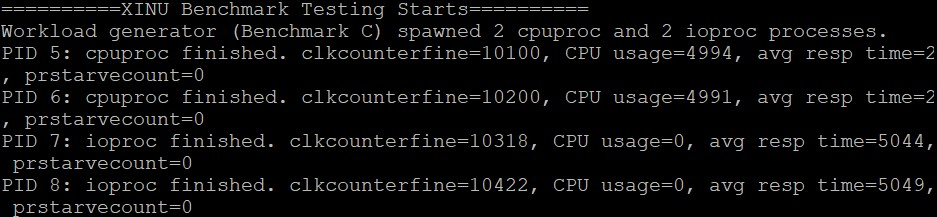 ==========XINU Benchmark Testing Starts==========
Workload generator (Benchmark C) spawned 2 cpuproc and 2 ioproc processes.
PID 5: cpuproc finished. clkcounterfine=10100, CPU usage=4994, avg resp time=2
, prstarvecount=0
PID 6: cpuproc finished. clkcounterfine=10200, CPU usage=4991, avg resp time=2
, prstarvecount=0
PID 7: ioproc finished. clkcounterfine=10318, CPU usage=0, avg resp time=5044,
 prstarvecount=0
PID 8: ioproc finished. clkcounterfine=10422, CPU usage=0, avg resp time=5049,
 prstarvecount=0